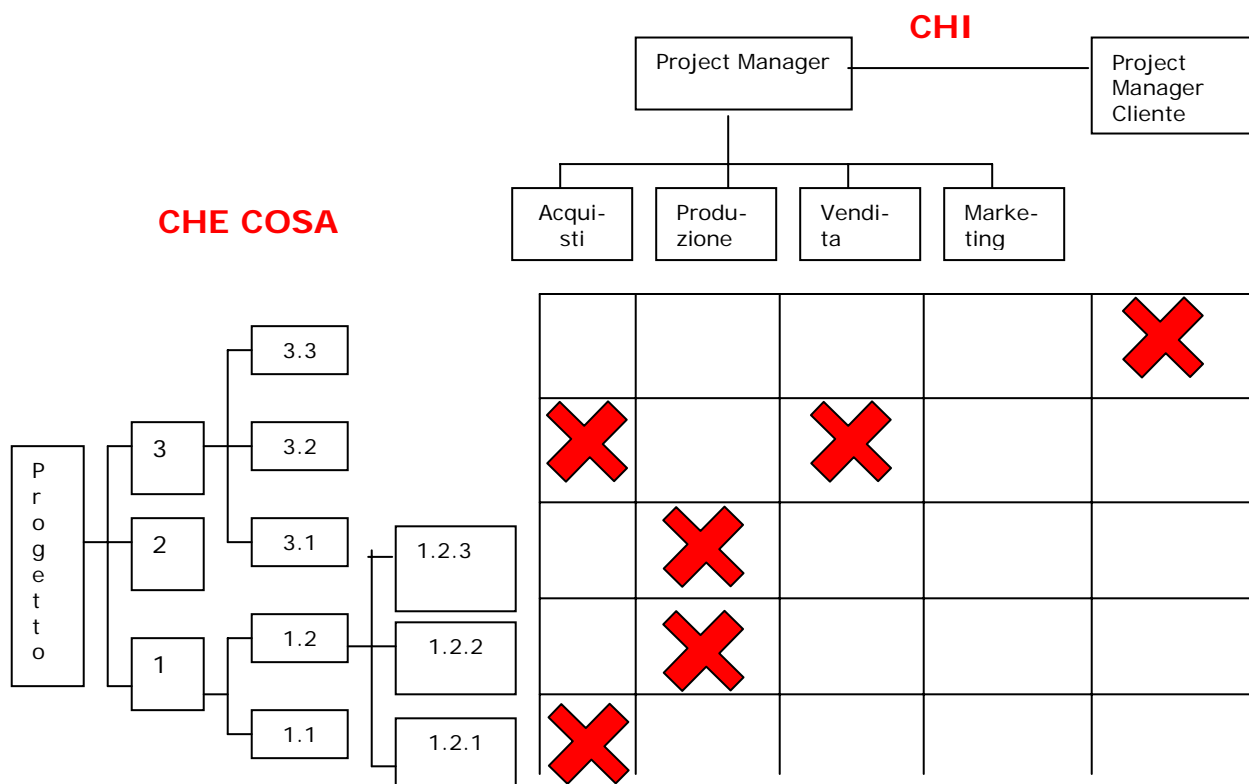 CHI
Project Manager
Project
Manager
Cliente
CHE COSA
Acqui-
sti
Produ-
zione
Vendi-
ta
Marke-
ting
P
r
o
g
e
t
t
o
3
2
1
3.3
3.2
3.1
1.2
1.1
1.2.3
1.2.2
1.2.1